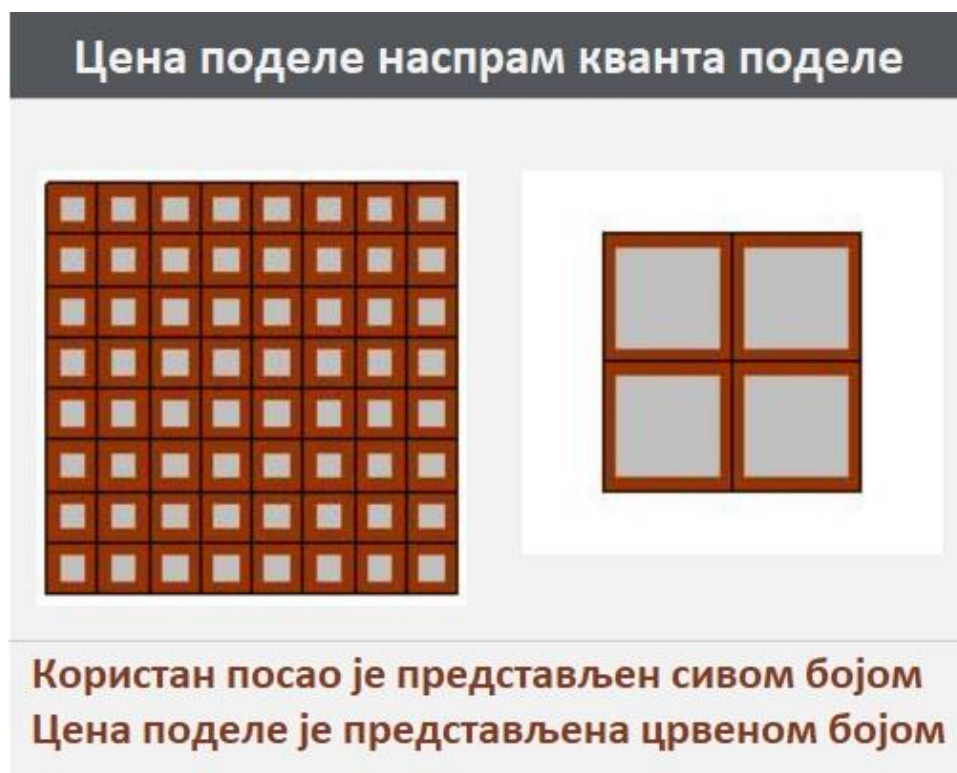 Цена поделе наспрам кванта поделе
Користан посао је представљен сивом бојом
Цена поделе је представљена црвеном бојом